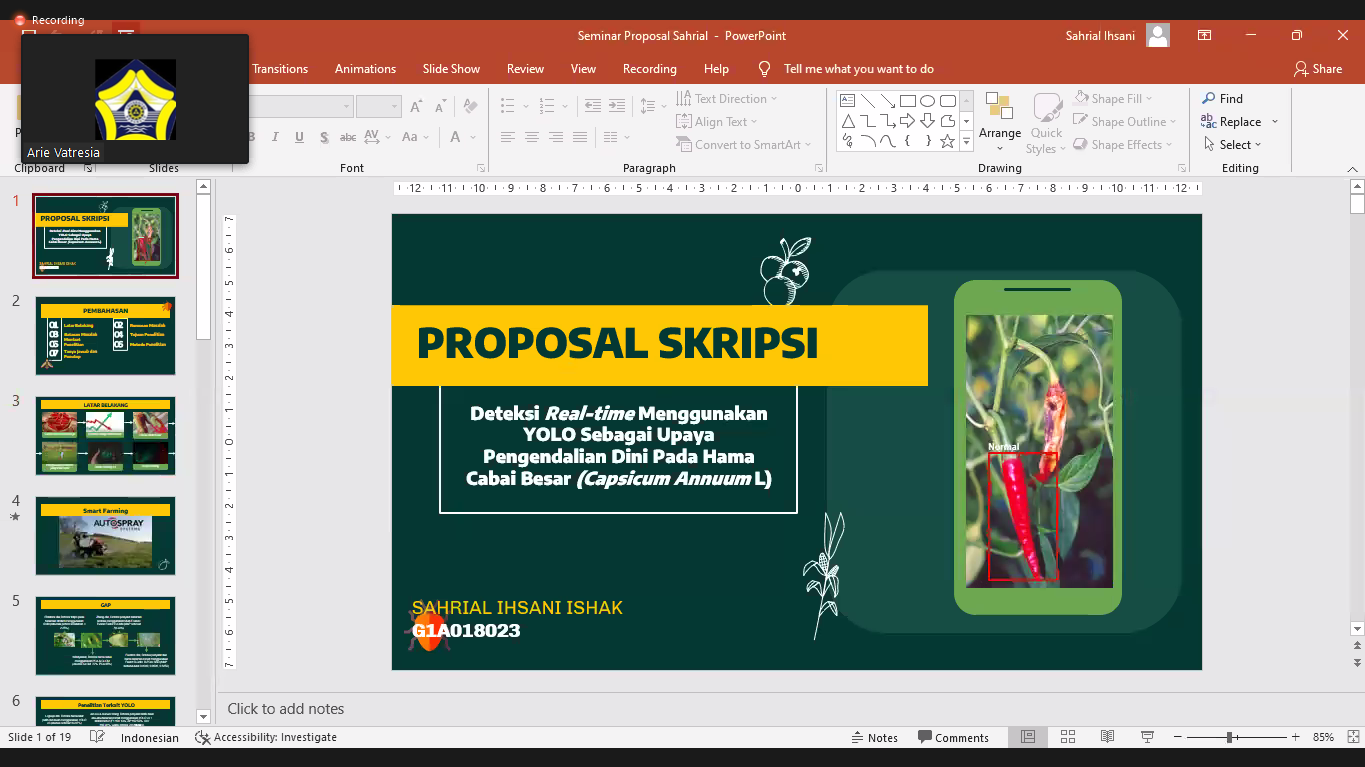 Recording
Seminar Proposal Sahrial - PowerPoint
Sahrial Ihsani
Transitions
Animations
Slide Show
Review
View
Recording
Help
Tell me what you want to do
Share
Arie Vatresia
Clipboard
Slides
Font
Text Direction
Align Text
Convert to SmartArt
Paragraph
Arrange
Quick
Styles
Shape Fill
Shape Outline
Shape Effects
Drawing
Find
Replace
Select
Editing
1
PROPOSAL SKRIPSI
2
PEMBAHASAN
3
LATAR BELAKANG
4
Smart Farming
AUTOSPRAY
SYSTEMS
5
GAP
6
Penelitian Terkait YOLO
PROPOSAL SKRIPSI
Deteksi Real-time Menggunakan
YOLO Sebagai Upaya
Pengendalian Dini Pada Hama
Cabai Besar (Capsicum Annuum L)
Normal
SAHRIAL IHSANI ISHAK
G1A018023
Click to add notes
Slide 1 of 19
Indonesian
Accessibility: Investigate
Notes
Comments
85%